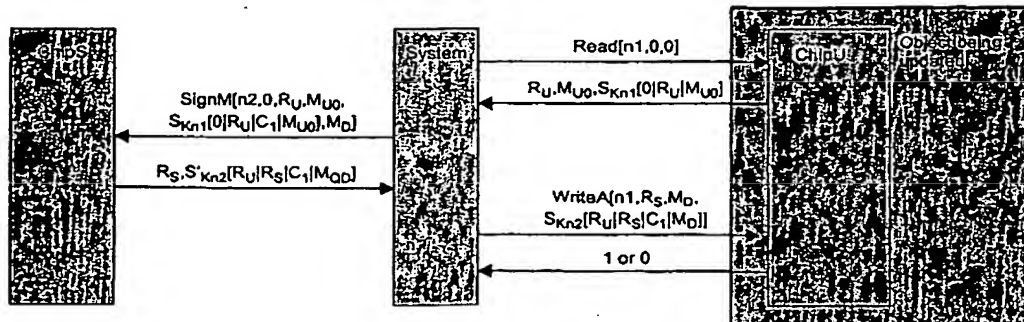 ChipS
System
ChipU
Object being
updated
Read[n1,0,0]
R_U,M_U0,S_Kn1[0|R_U|M_U0]
SignM[n2,0,R_U,M_U0,
S_Kn1[0|R_U|C_1|M_U0],M_D]
R_S,S'_Kn2[R_U|R_S|C_1|M_QD]
WriteA[n1,R_S,M_D,
S_Kn2[R_U|R_S|C_1|M_D]]
1 or 0